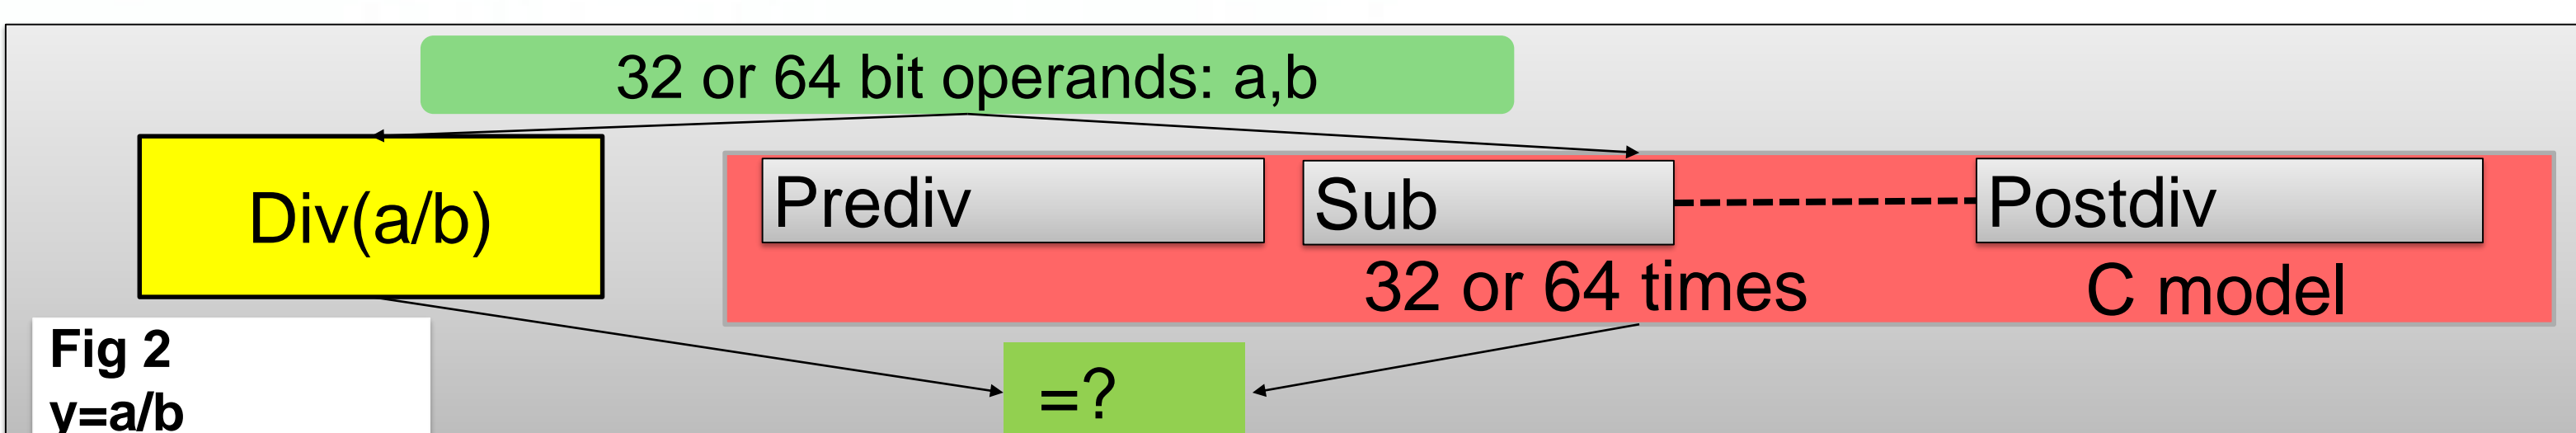 32 or 64 bit operands: a,b
Div(a/b)
Prediv
Sub
Postdiv
32 or 64 times
C model
Fig 2
y=a/b
=?